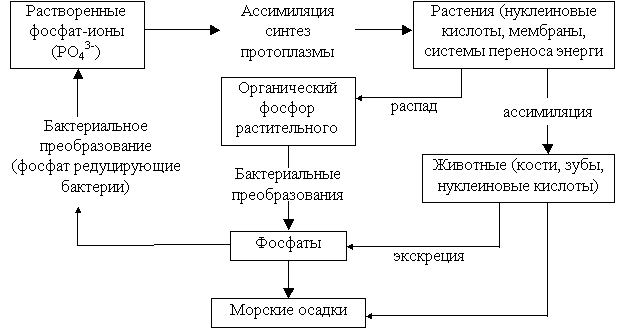 Растворенные
фосфат-ионы
(PO₄³⁻)
Ассимиляция
синтез
протоплазмы
Растения (нуклеиновые
кислоты, мембраны,
системы переноса энерги
Органический
фосфор
растительного
распад
ассимиляция
Бактериальное
преобразование
(фосфат редуцирующие
бактерии)
Бактериальные
преобразования
Животные (кости, зубы,
нуклеиновые кислоты)
Фосфаты
экскреция
Морские осадки